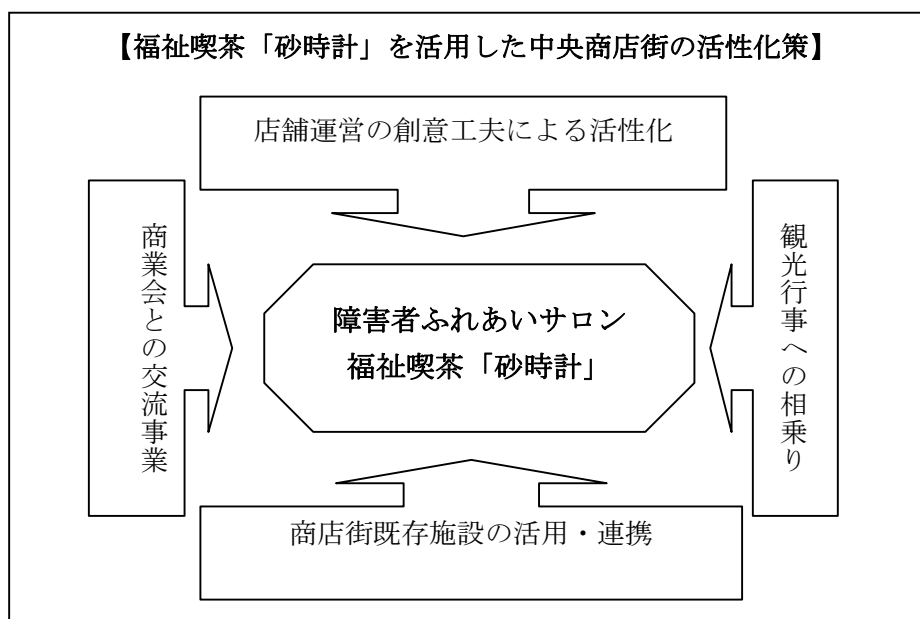 【福祉喫茶「砂時計」を活用した中央商店街の活性化策】
店舗運営の創意工夫による活性化
商業会との交流事業
障害者ふれあいサロン
福祉喫茶「砂時計」
観光行事への相乗り
商店街既存施設の活用・連携